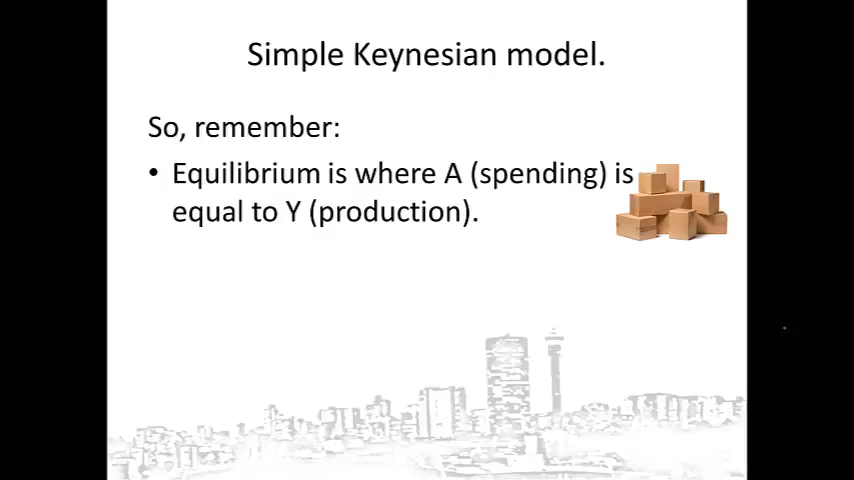 Simple Keynesian model.
So, remember:
• Equilibrium is where A (spending) is
equal to Y (production).